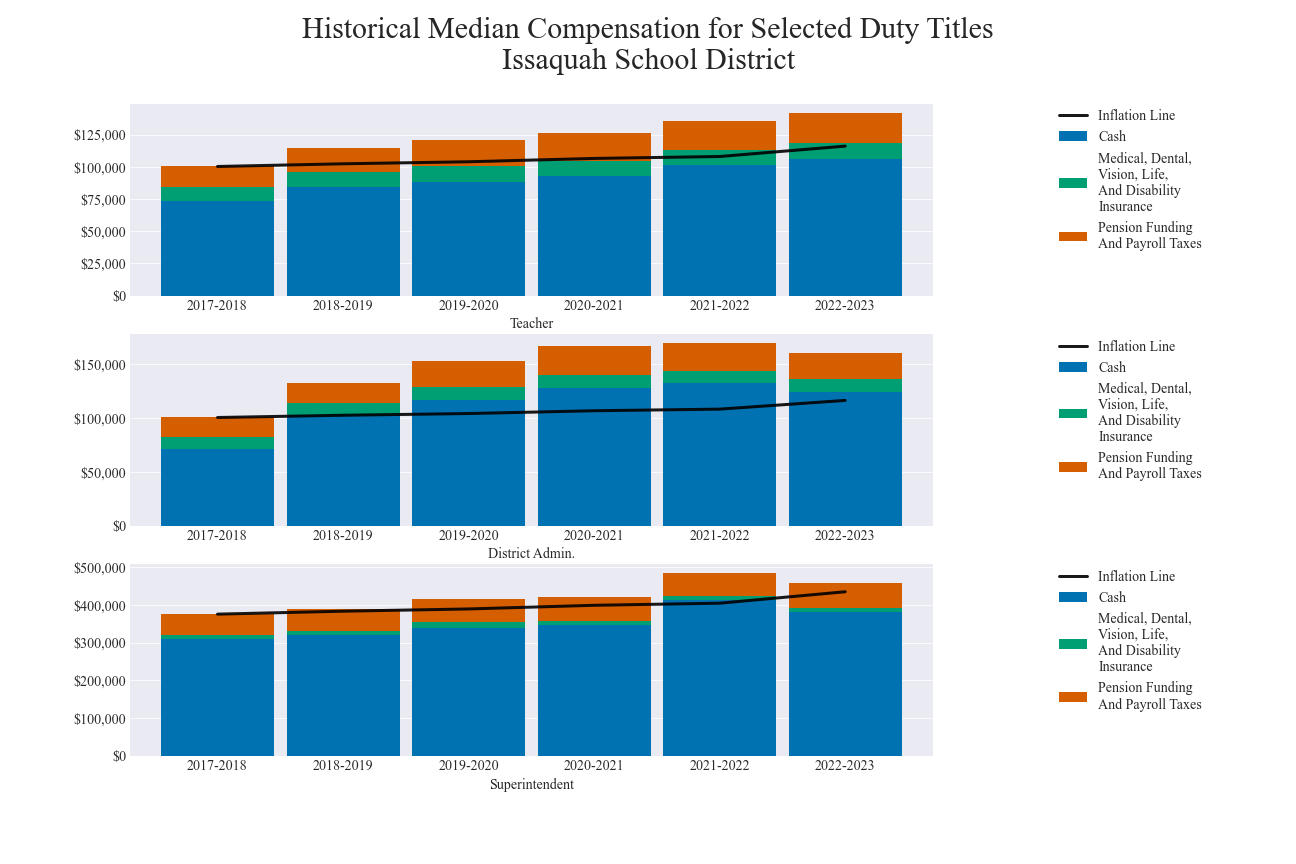 Historical Median Compensation for Selected Duty Titles
Issaquah School District
$125,000
$100,000
$75,000
$50,000
$25,000
$0
2017-2018 2018-2019 2019-2020 2020-2021 2021-2022 2022-2023
Teacher
Inflation Line
Cash
Medical, Dental,
Vision, Life,
And Disability
Insurance
Pension Funding
And Payroll Taxes
$150,000
$100,000
$50,000
$0
2017-2018 2018-2019 2019-2020 2020-2021 2021-2022 2022-2023
District Admin.
Inflation Line
Cash
Medical, Dental,
Vision, Life,
And Disability
Insurance
Pension Funding
And Payroll Taxes
$500,000
$400,000
$300,000
$200,000
$100,000
$0
2017-2018 2018-2019 2019-2020 2020-2021 2021-2022 2022-2023
Superintendent
Inflation Line
Cash
Medical, Dental,
Vision, Life,
And Disability
Insurance
Pension Funding
And Payroll Taxes